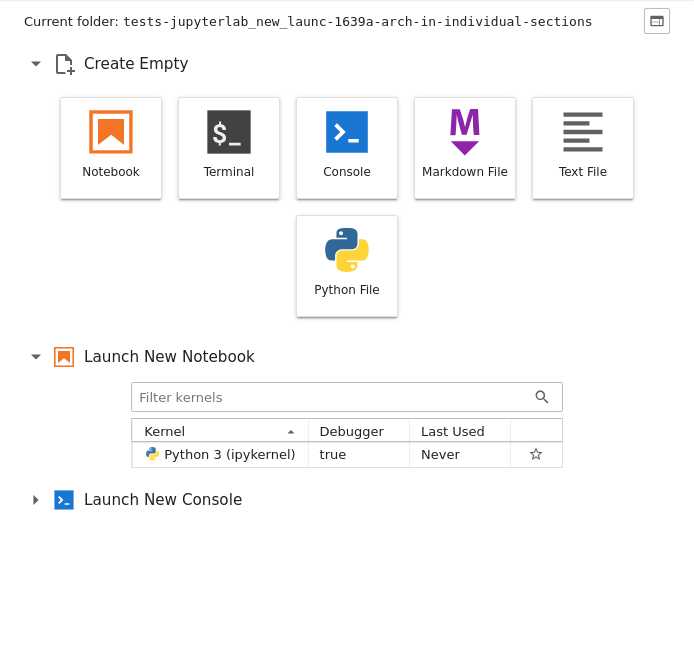 Current folder: tests-jupyterlab_new_launc-1639a-arch-in-individual-sections
Create Empty
$_
>_
M
Notebook
Terminal
Console
Markdown File
Text File
Python File
Launch New Notebook
Filter kernels
Kernel
Debugger
Last Used
Python 3 (ipykernel)
true
Never
Launch New Console